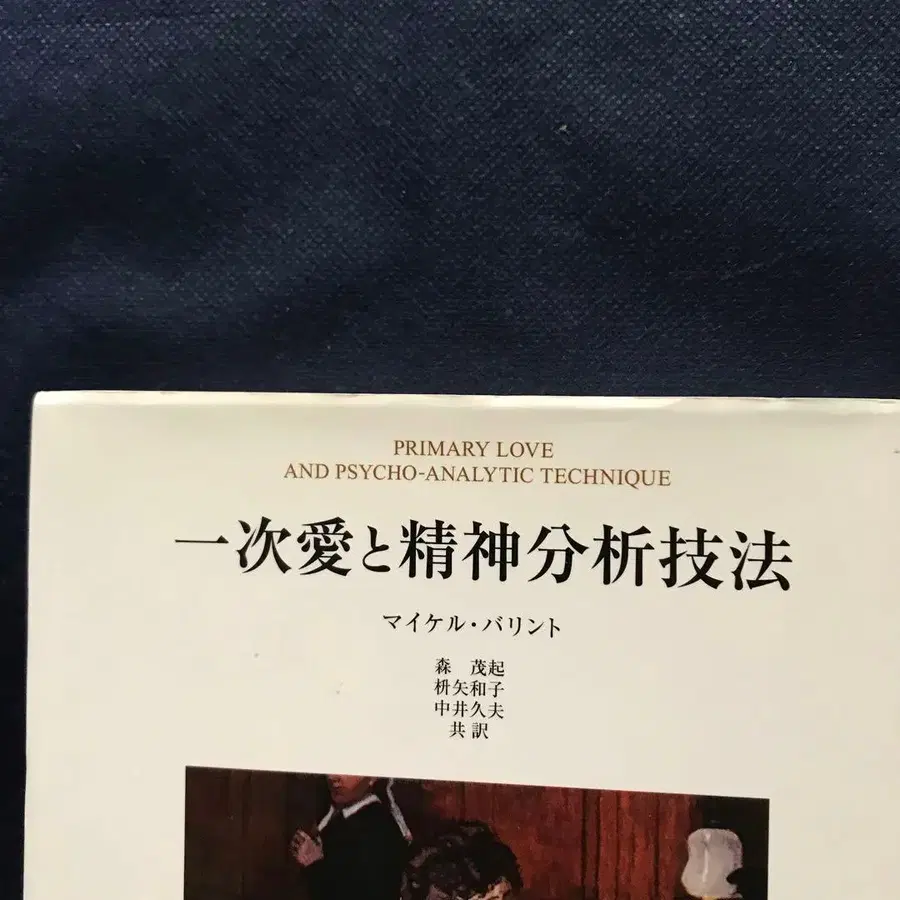 PRIMARY LOVE
AND PSYCHO-ANALYTIC TECHNIQUE
一次愛と精神分析技法
マイケル・バリント
森 茂起
枡矢和子
中井久夫
共訳